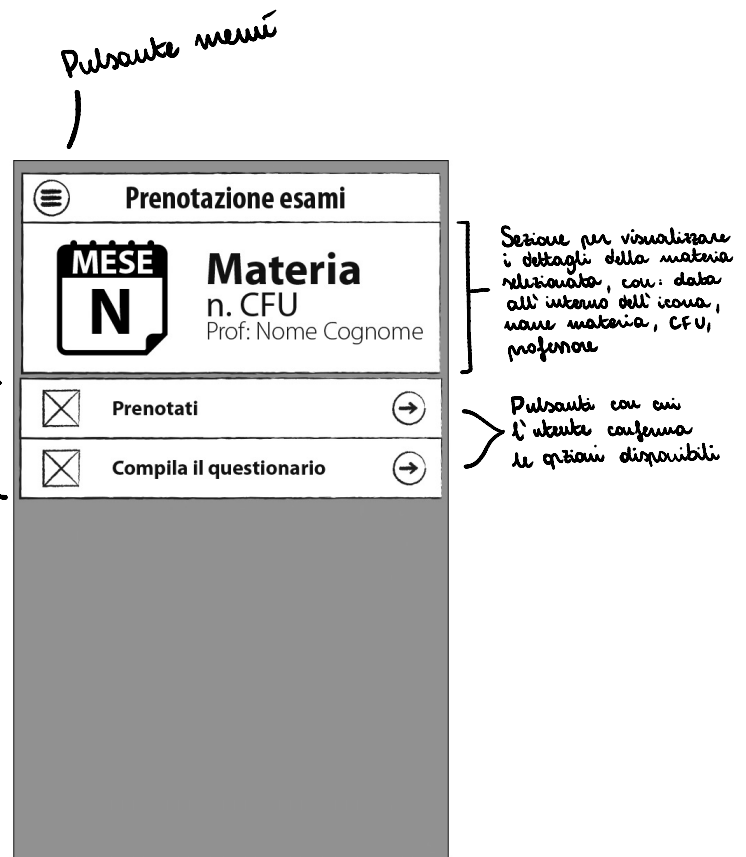 Pulsante menú
Prenotazione esami
MESE
N
Materia
n. CFU
Prof: Nome Cognome
Sezione per visualizzare
i dettagli della materia
selezionata, con: data
all'interno dell'icona,
nome materia, CFU,
professore
Prenotati
Compila il questionario
Pulsanti con cui
l'utente conferma
le opzioni disponibili